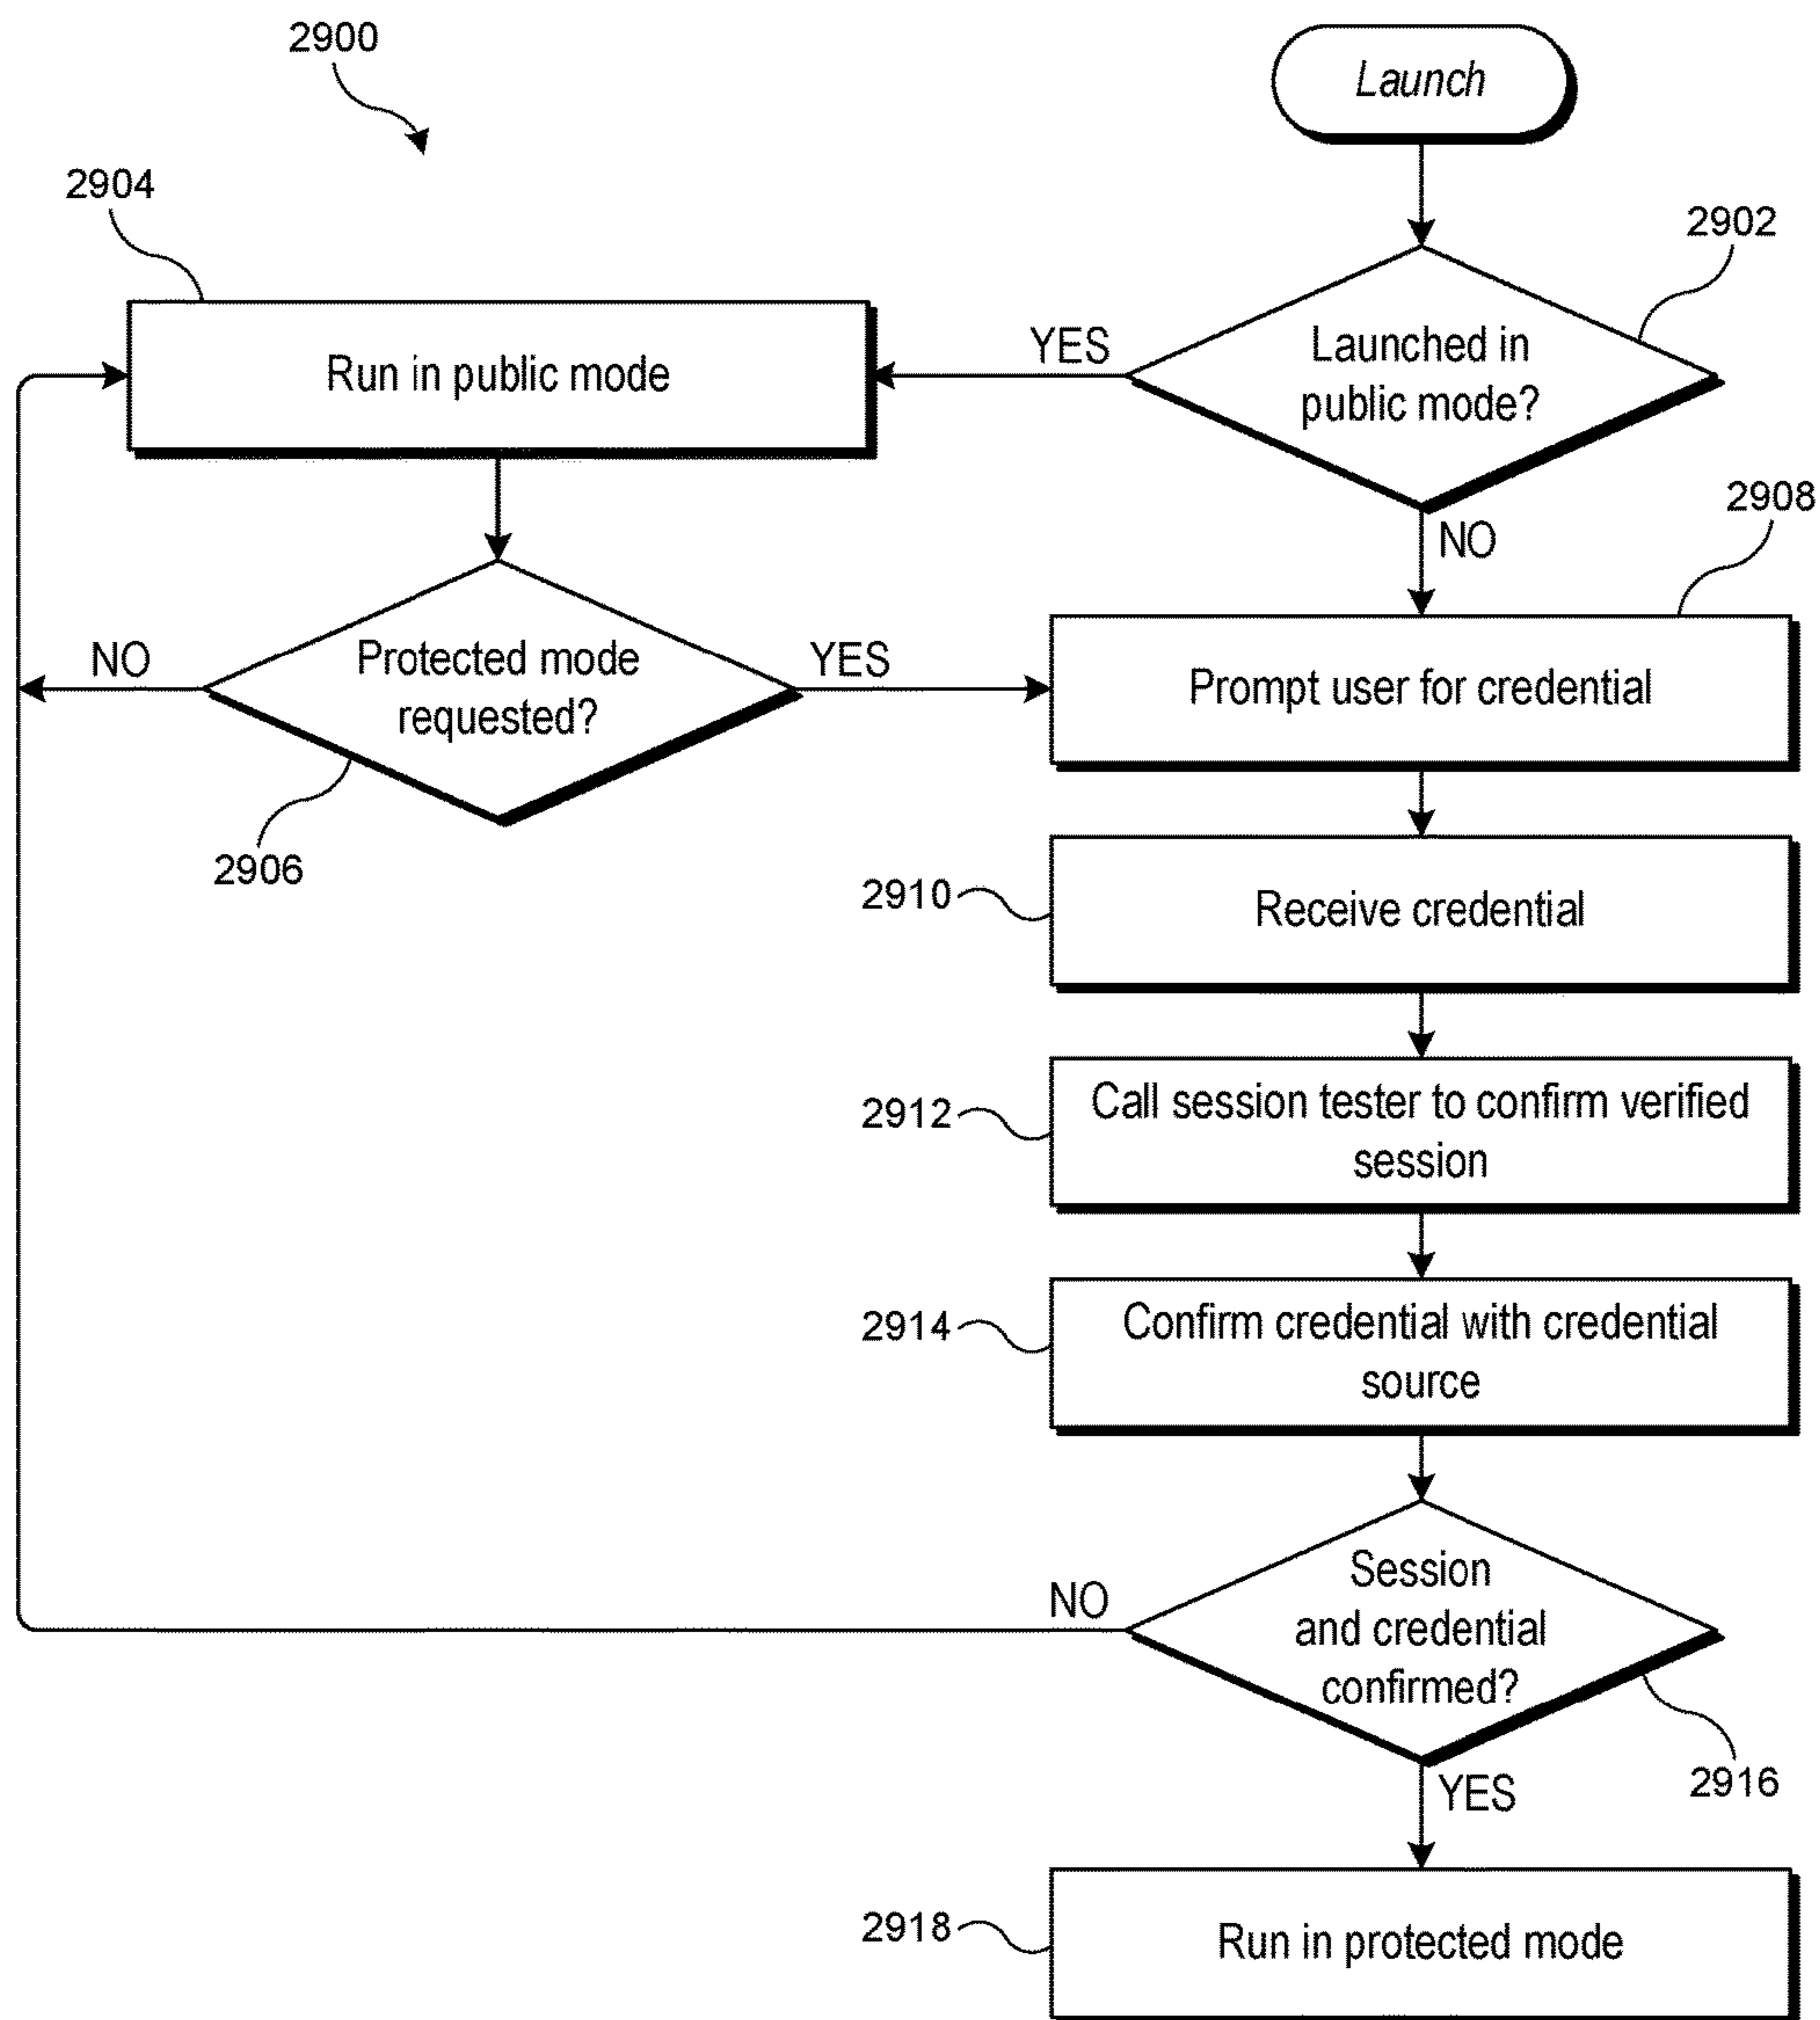 2900
Launch
2904
2902
Run in public mode
YES
Launched in
public mode?
2908
NO
NO
Protected mode
requested?
YES
Prompt user for credential
2906
2910
Receive credential
2912
Call session tester to confirm verified
session
2914
Confirm credential with credential
source
NO
Session
and credential
confirmed?
2916
YES
2918
Run in protected mode